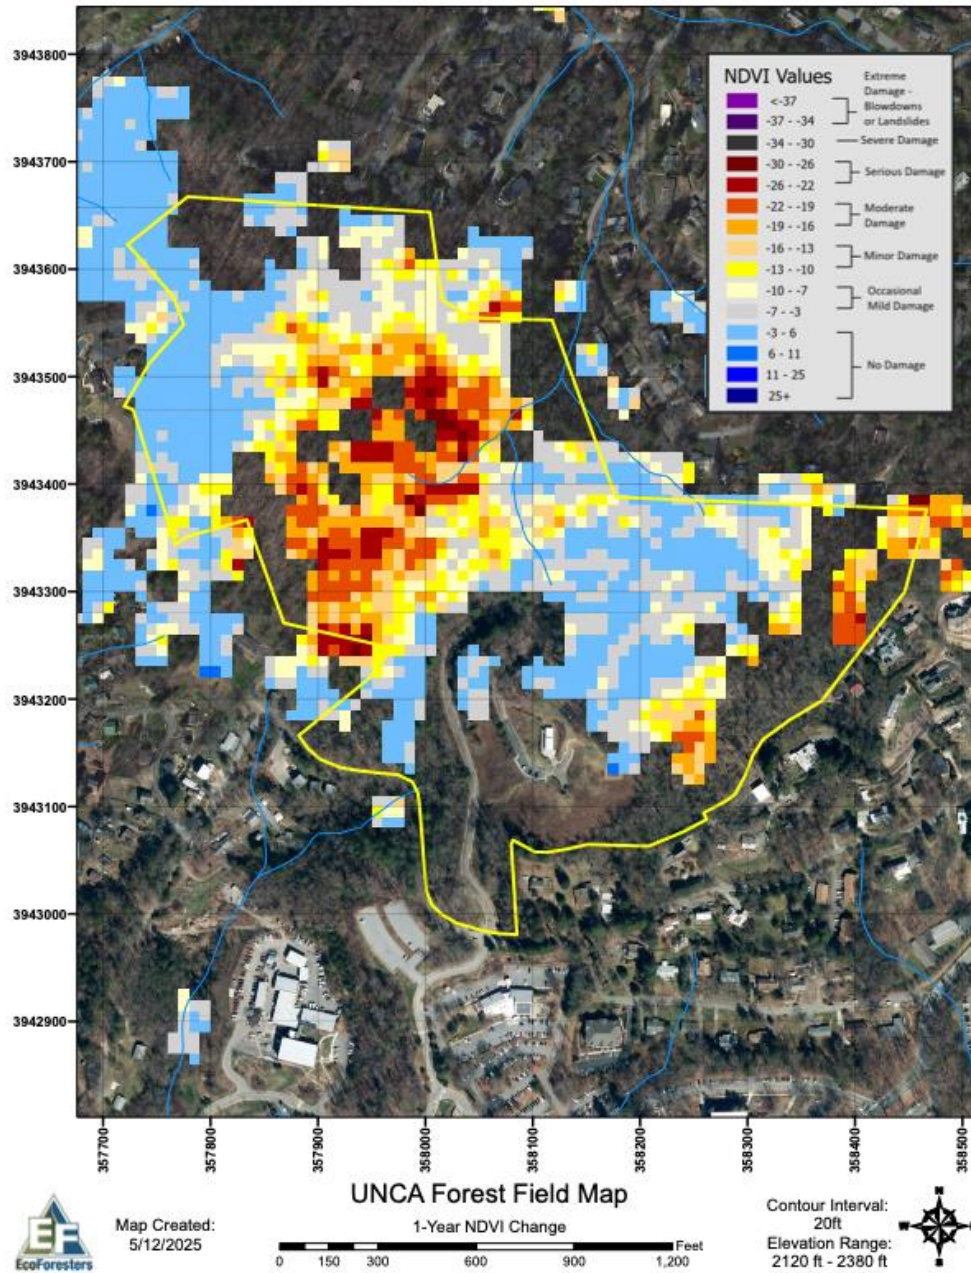 3943800
3943700
3943600
3943500
3943400
3943300
3943200
3943100
3943000
3942900
NDVI Values
<-37
-37 - -34
-34 - -30
-30 - -26
-26 - -22
-22 - -19
-19 - -16
-16 - -13
-13 - -10
-10 - -7
-7 - -3
-3 - 6
6 - 11
11 - 25
25+
Extreme
Damage -
Blowdowns
or Landslides
Severe Damage
Serious Damage
Moderate
Damage
Minor Damage
Occasional
Mild Damage
No Damage
357700
357800
357900
358000
358100
358200
358300
358400
358500
UNCA Forest Field Map
1-Year NDVI Change
0 150 300 600 900 1,200 Feet
EF
EcoForesters
Map Created:
5/12/2025
Contour Interval:
20ft
Elevation Range:
2120 ft - 2380 ft
N
W E
S